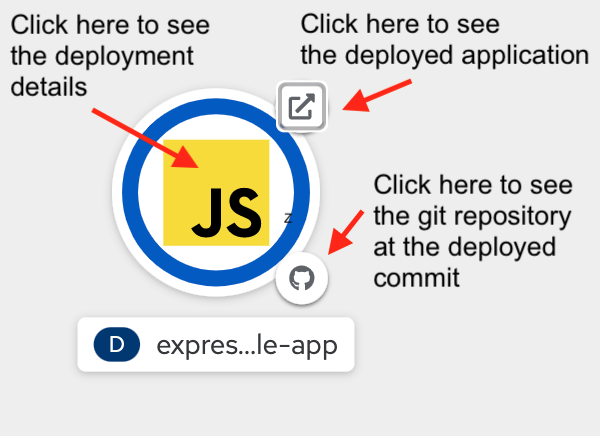 Click here to see
the deployment
details
Click here to see
the deployed application
JS
z
Click here to see
the git repository
at the deployed
commit
D expres...le-app